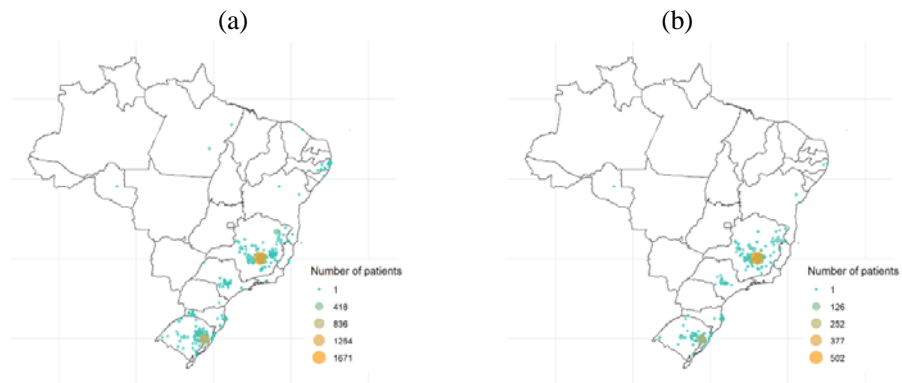 (a)
(b)
Number of patients
1
418
836
1254
1671
Number of patients
1
126
252
377
502